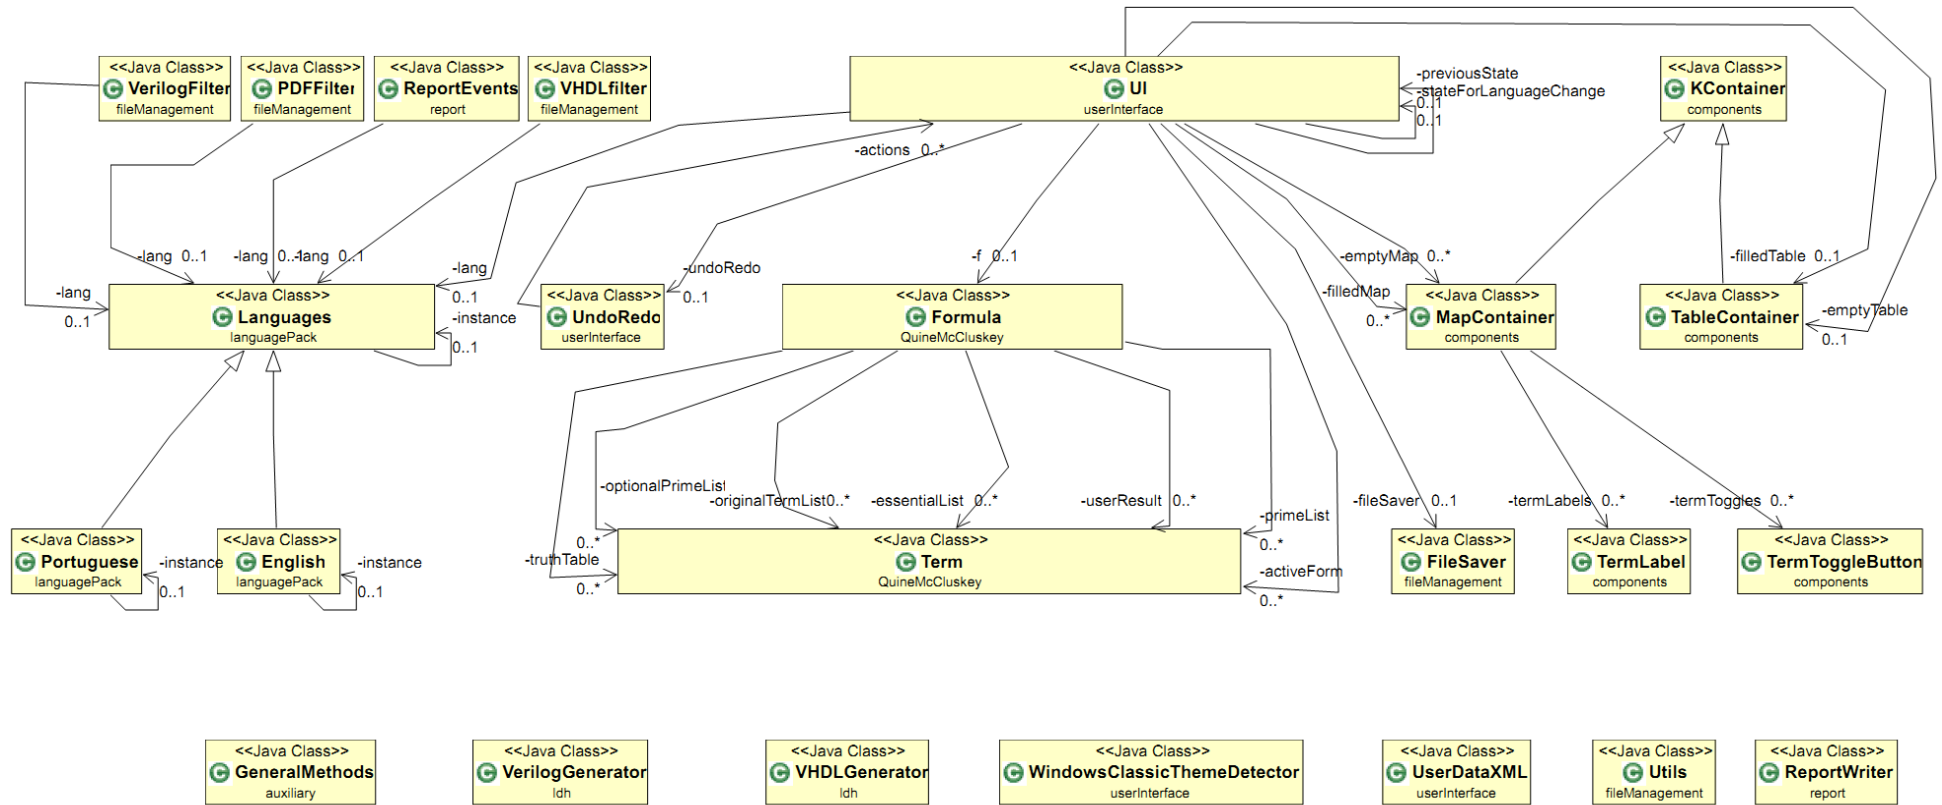 <<Java Class>>
VerilogFilter
fileManagement
<<Java Class>>
PDFFilter
fileManagement
<<Java Class>>
ReportEvents
report
<<Java Class>>
VHDLfilter
fileManagement
<<Java Class>>
UI
userInterface
-previousState
-stateForLanguageChange
0..1
0..1
<<Java Class>>
KContainer
components
-actions 0..*
-lang 0..1
-lang 0..1
-lang 0..1
-lang
0..1
-undoRedo
0..1
-f 0..1
-emptyMap 0..*
-filledMap
0..*
-filledTable 0..1
-emptyTable
0..1
-lang
0..1
<<Java Class>>
Languages
languagePack
-instance
0..1
<<Java Class>>
UndoRedo
userInterface
<<Java Class>>
Formula
QuineMcCluskey
<<Java Class>>
MapContainer
components
<<Java Class>>
TableContainer
components
-optionalPrimeList
0..*
-originalTermList0..*
-essentialList 0..*
-userResult 0..*
-primeList
0..*
-fileSaver 0..1
-termLabels 0..*
-termToggles 0..*
-truthTable
0..*
-activeForm
0..*
<<Java Class>>
Portuguese
languagePack
-instance
0..1
<<Java Class>>
English
languagePack
-instance
0..1
<<Java Class>>
Term
QuineMcCluskey
<<Java Class>>
FileSaver
fileManagement
<<Java Class>>
TermLabel
components
<<Java Class>>
TermToggleButton
components
<<Java Class>>
GeneralMethods
auxiliary
<<Java Class>>
VerilogGenerator
ldh
<<Java Class>>
VHDLGenerator
ldh
<<Java Class>>
WindowsClassicThemeDetector
userInterface
<<Java Class>>
UserDataXML
userInterface
<<Java Class>>
Utils
fileManagement
<<Java Class>>
ReportWriter
report